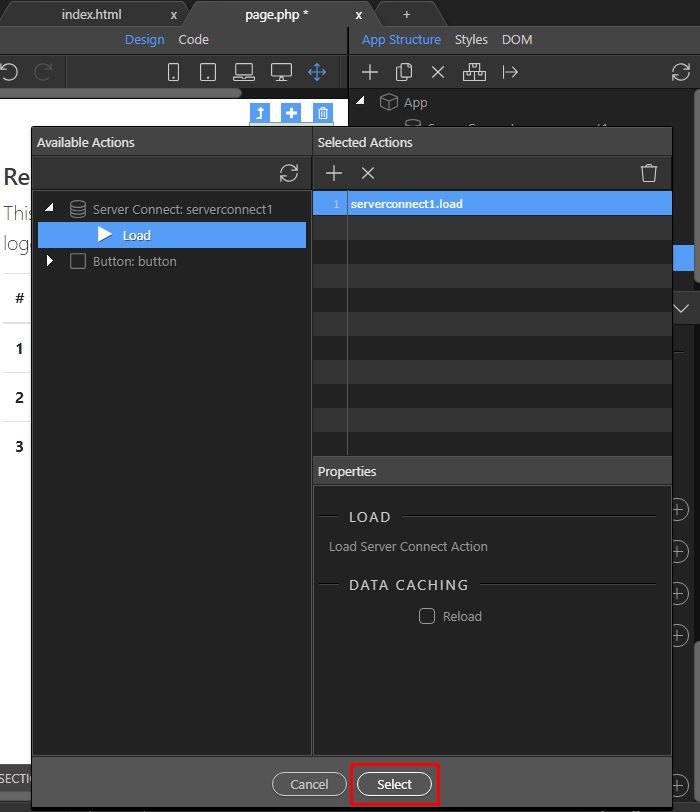 index.html x page.php * x +
Design Code App Structure Styles DOM
App
Available Actions Selected Actions
Re
This
log
Server Connect: serverconnect1
Load
Button: button
1 serverconnect1.load
#
1
2
3
Properties
LOAD
Load Server Connect Action
DATA CACHING
Reload
SECTI
Cancel Select